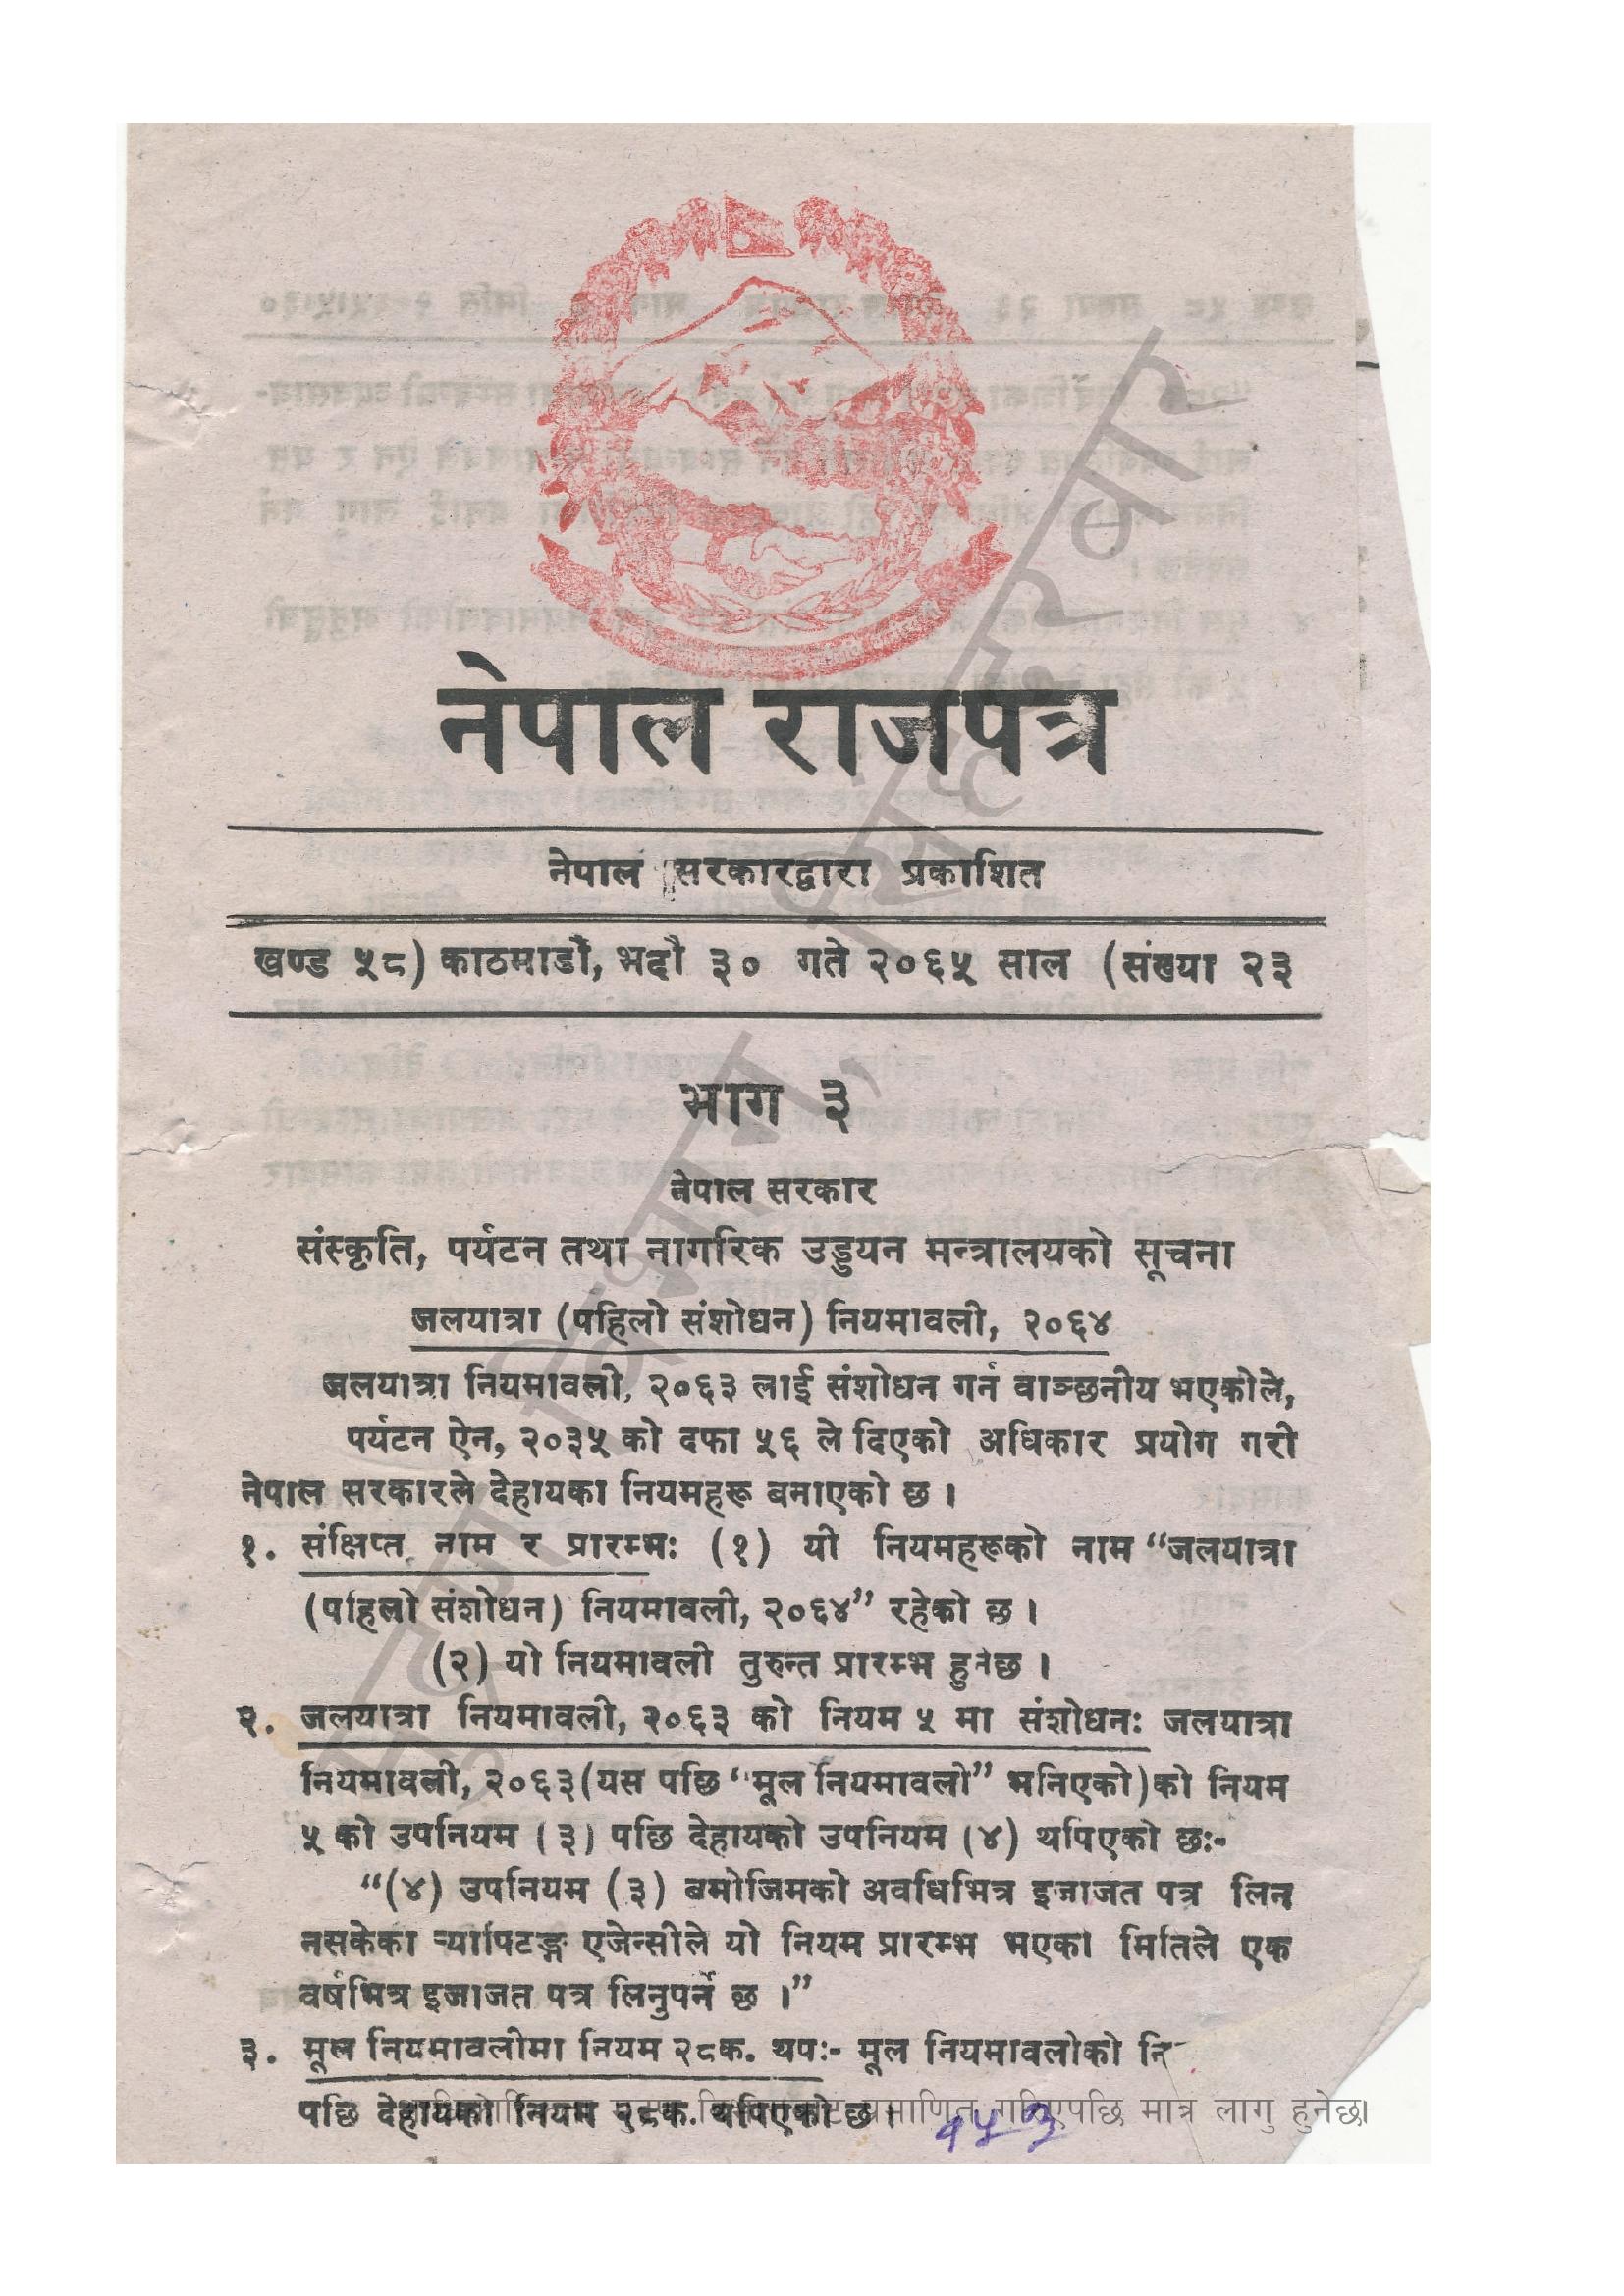 नेपाल राजपत्र
नेपाल सरकारद्वारा प्रकाशित
खण्ड ५८) काठमाडौं, भदौ ३० गते २०६५ साल (संख्या २३
भाग ३
नेपाल सरकार
संस्कृति, पर्यटन तथा नागरिक उड्डयन मन्त्रालयको सूचना
जलयात्रा (पहिलो संशोधन) नियमावली, २०६४
जलयात्रा नियमावली, २०६३ लाई संशोधन गर्न वाञ्छनीय भएकोले,
पर्यटन ऐन, २०३५ को दफा ५६ ले दिएको अधिकार प्रयोग गरी
नेपाल सरकारले देहायका नियमहरू बनाएको छ ।
१. संक्षिप्त नाम र प्रारम्भः (१) यी नियमहरूको नाम “जलयात्रा
(पहिलो संशोधन) नियमावली, २०६४” रहेको छ ।
(२) यो नियमावली तुरुन्त प्रारम्भ हुनेछ ।
२. जलयात्रा नियमावली, २०६३ को नियम ५ मा संशोधनः जलयात्रा
नियमावली, २०६३(यस पछि “मूल नियमावली” भनिएको)को नियम
५ को उपनियम (३) पछि देहायको उपनियम (४) थपिएको छः-
“(४) उपनियम (३) बमोजिमको अवधिभित्र इजाजत पत्र लिन
नसकेका र्‍यापिटङ्ग एजेन्सीले यो नियम प्रारम्भ भएका मितिले एक
वर्षभित्र इजाजत पत्र लिनुपर्ने छ ।”
३. मूल नियमावलीमा नियम २८क. थपः- मूल नियमावलीको
पछि देहायको नियम २८क. थपिएको छ ।
मात्र लागु हुनेछ।